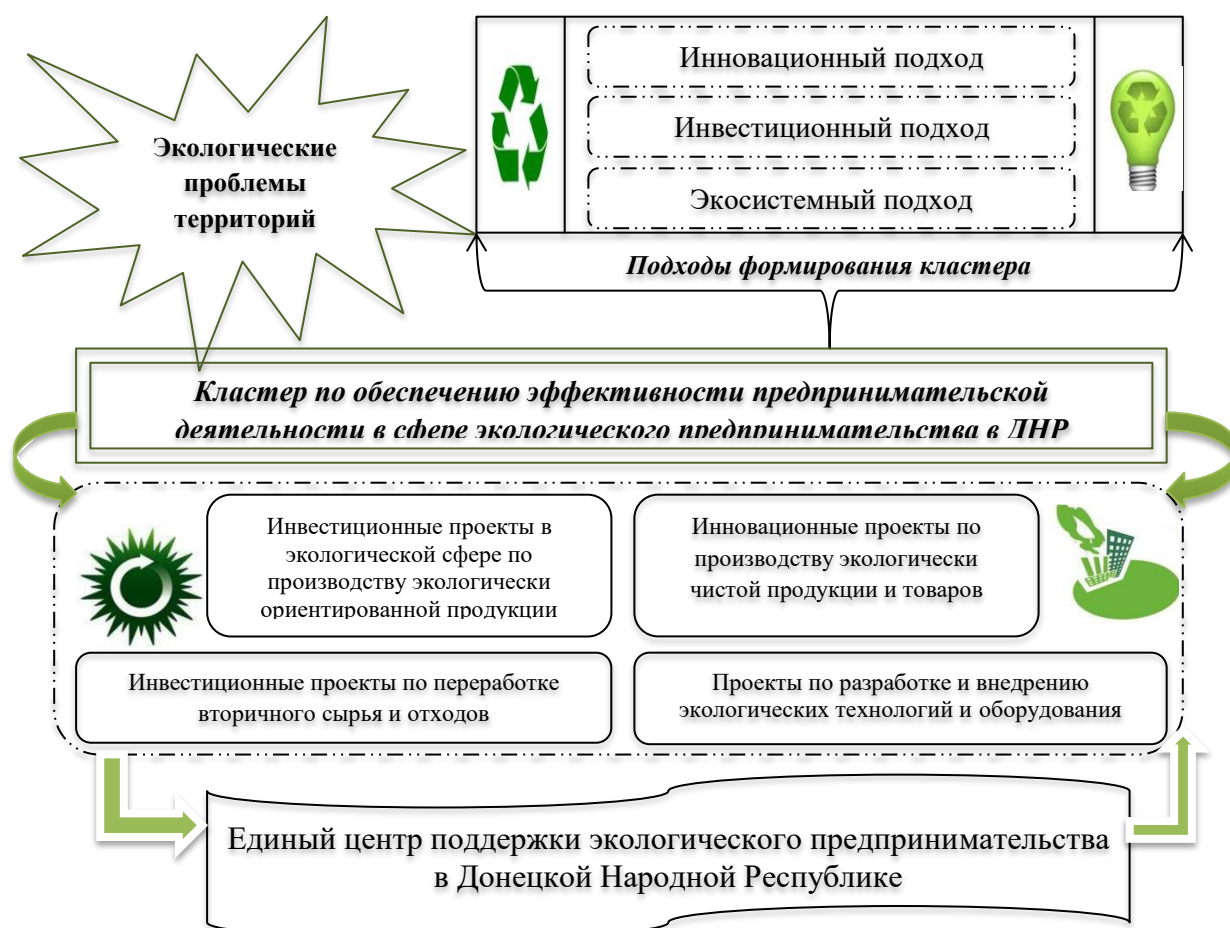 Экологические
проблемы
территорий
Инновационный подход
Инвестиционный подход
Экосистемный подход
Подходы формирования кластера
Кластер по обеспечению эффективности предпринимательской
деятельности в сфере экологического предпринимательства в ДНР
Инвестиционные проекты в
экологической сфере по
производству экологически
ориентированной продукции
Инновационные проекты по
производству экологически
чистой продукции и товаров
Инвестиционные проекты по переработке
вторичного сырья и отходов
Проекты по разработке и внедрению
экологических технологий и оборудования
Единый центр поддержки экологического предпринимательства
в Донецкой Народной Республике